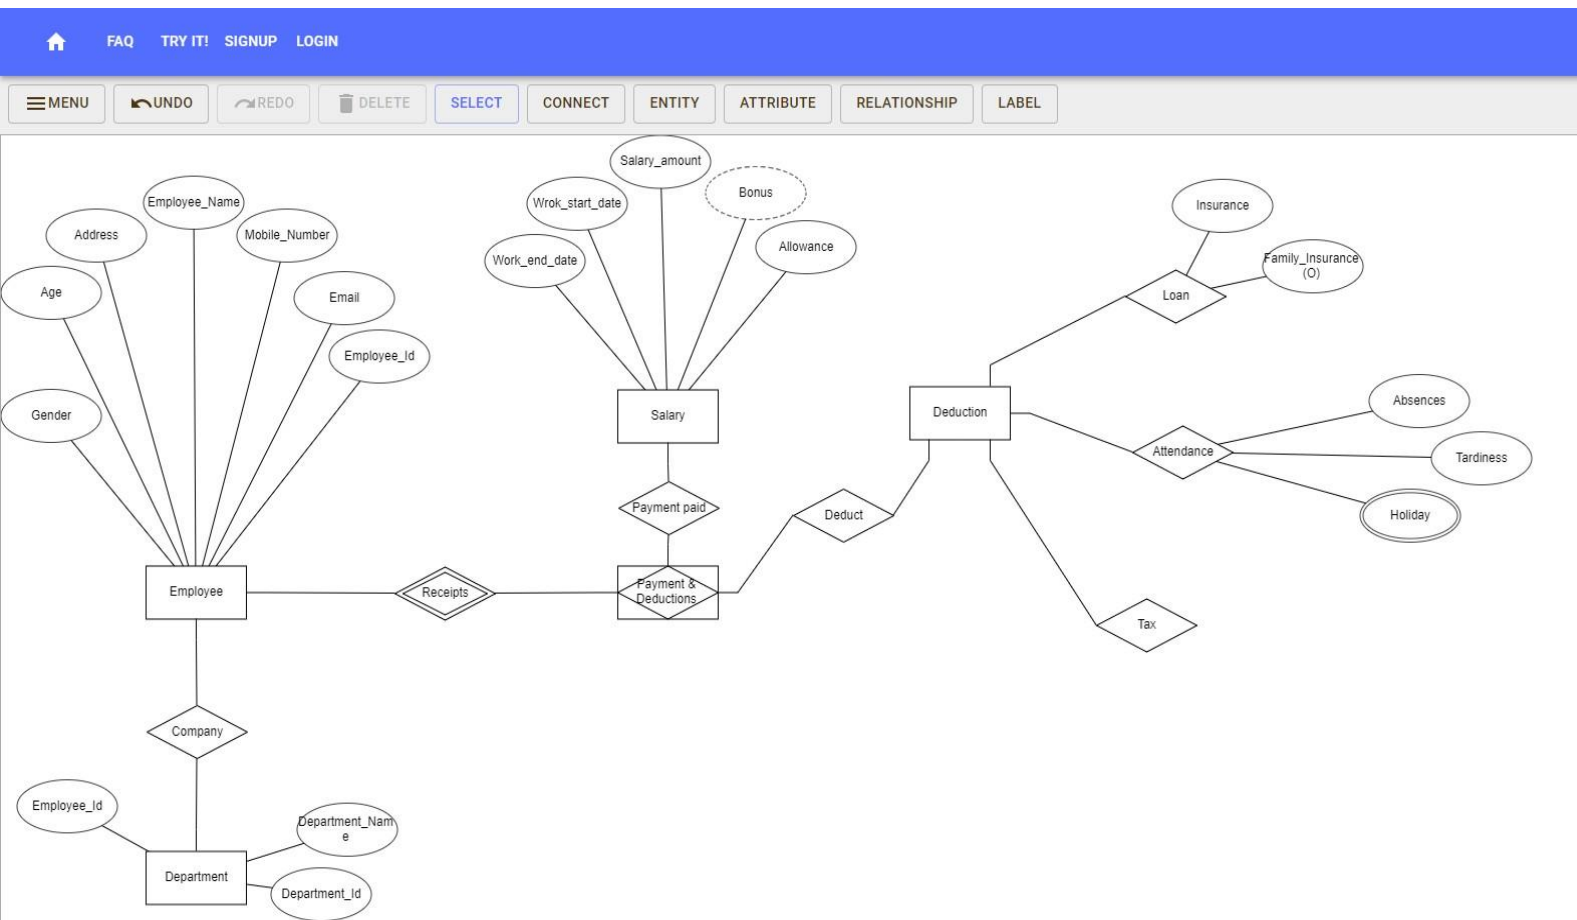 FAQ TRY IT! SIGNUP LOGIN
MENU UNDO REDO DELETE SELECT CONNECT ENTITY ATTRIBUTE RELATIONSHIP LABEL
Employee_Name
Address
Mobile_Number
Age
Email
Employee_Id
Gender
Employee
Salary_amount
Bonus
Wrok_start_date
Allowance
Work_end_date
Salary
Payment paid
Receipts
Payment &
Deductions
Deduct
Deduction
Insurance
Family_Insurance
(O)
Loan
Absences
Attendance
Tardiness
Holiday
Tax
Company
Employee_Id
Department_Nam
e
Department
Department_Id